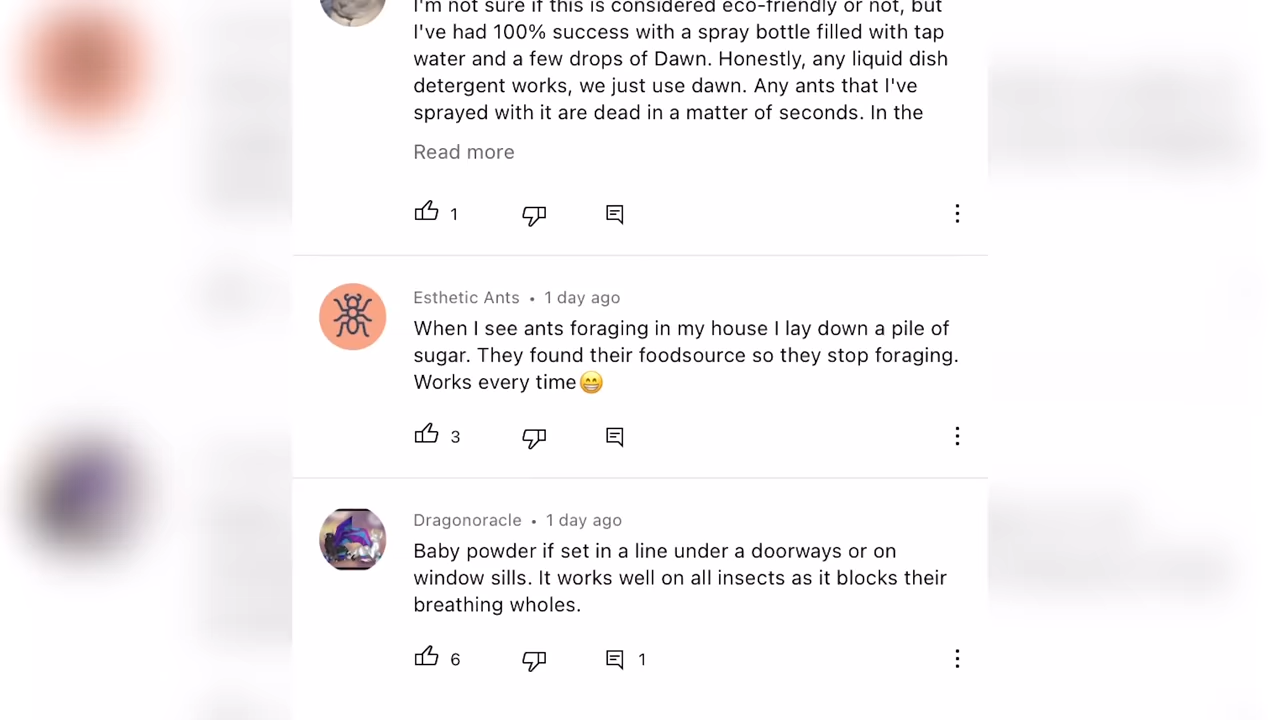 I'm not sure if this is considered eco-friendly or not, but
I've had 100% success with a spray bottle filled with tap
water and a few drops of Dawn. Honestly, any liquid dish
detergent works, we just use dawn. Any ants that I've
sprayed with it are dead in a matter of seconds. In the
Read more
1
Esthetic Ants • 1 day ago
When I see ants foraging in my house I lay down a pile of
sugar. They found their foodsource so they stop foraging.
Works every time😁
3
Dragonoracle • 1 day ago
Baby powder if set in a line under a doorways or on
window sills. It works well on all insects as it blocks their
breathing wholes.
6 1